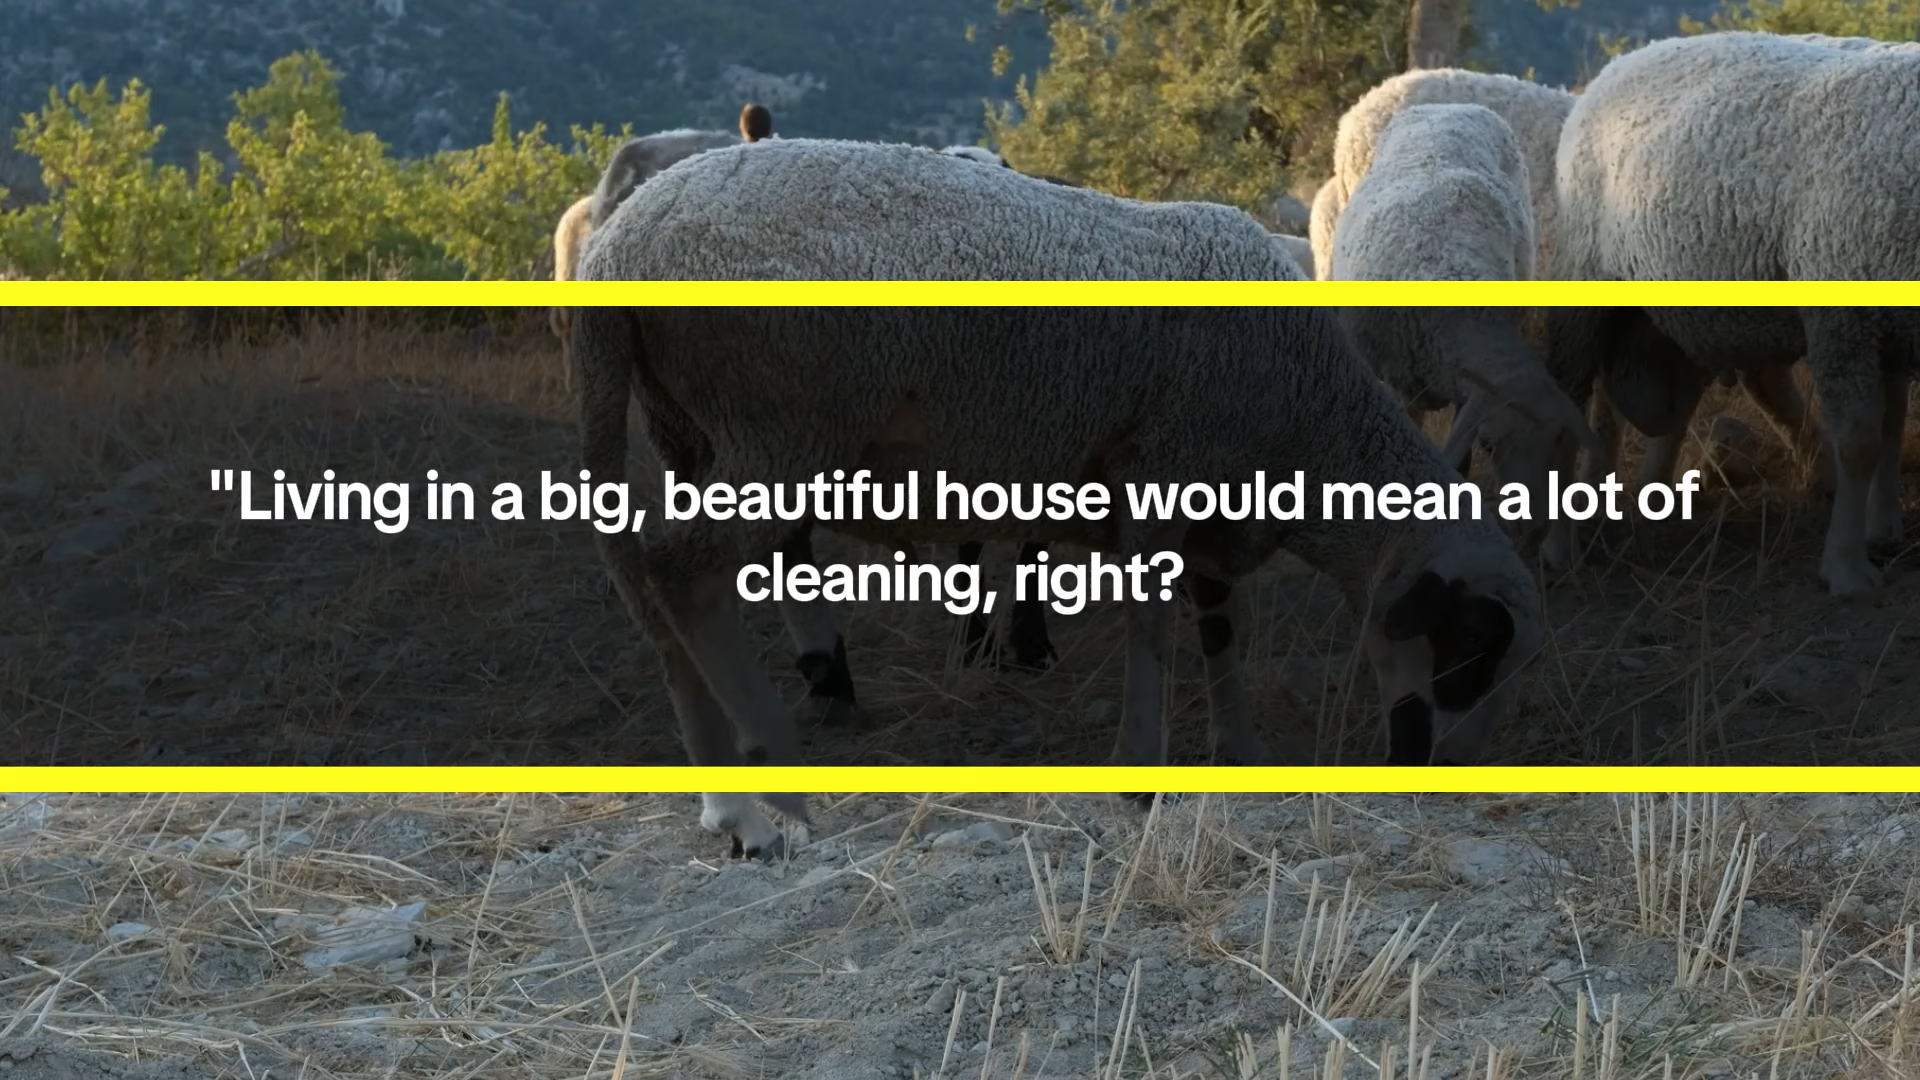 "Living in a big, beautiful house would mean a lot of
cleaning, right?